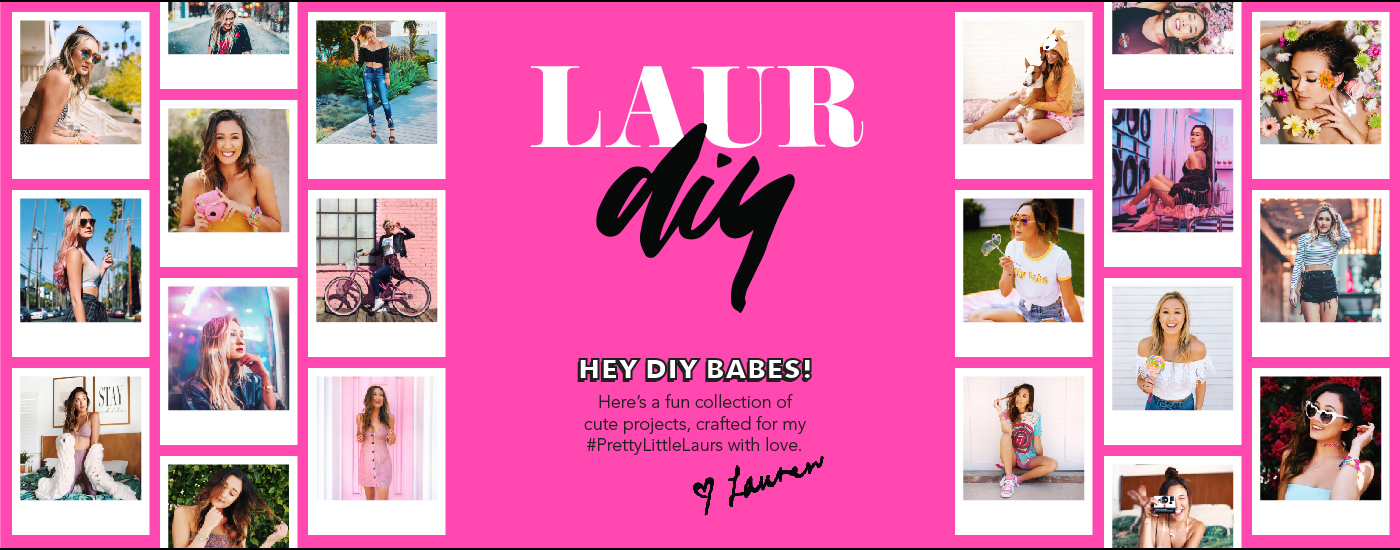 LAUR
diy
HEY DIY BABES!
Here's a fun collection of
cute projects, crafted for my
#PrettyLittleLaurs with love.
Lauren
STAY